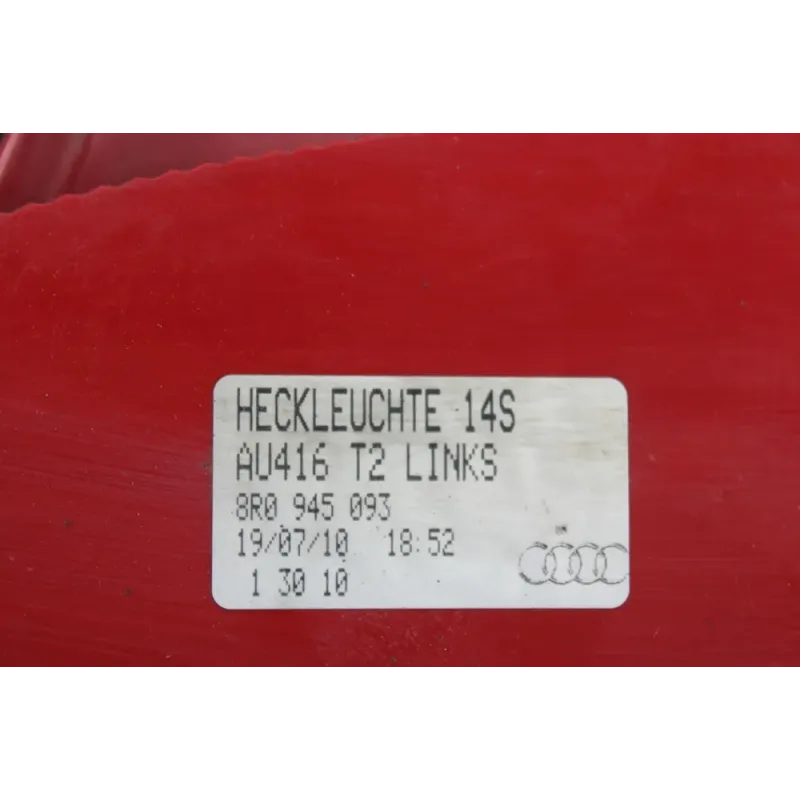 HECKLEUCHTE 14S
AU416 T2 LINKS
8R0 945 093
19/07/10 18:52
1 30 10